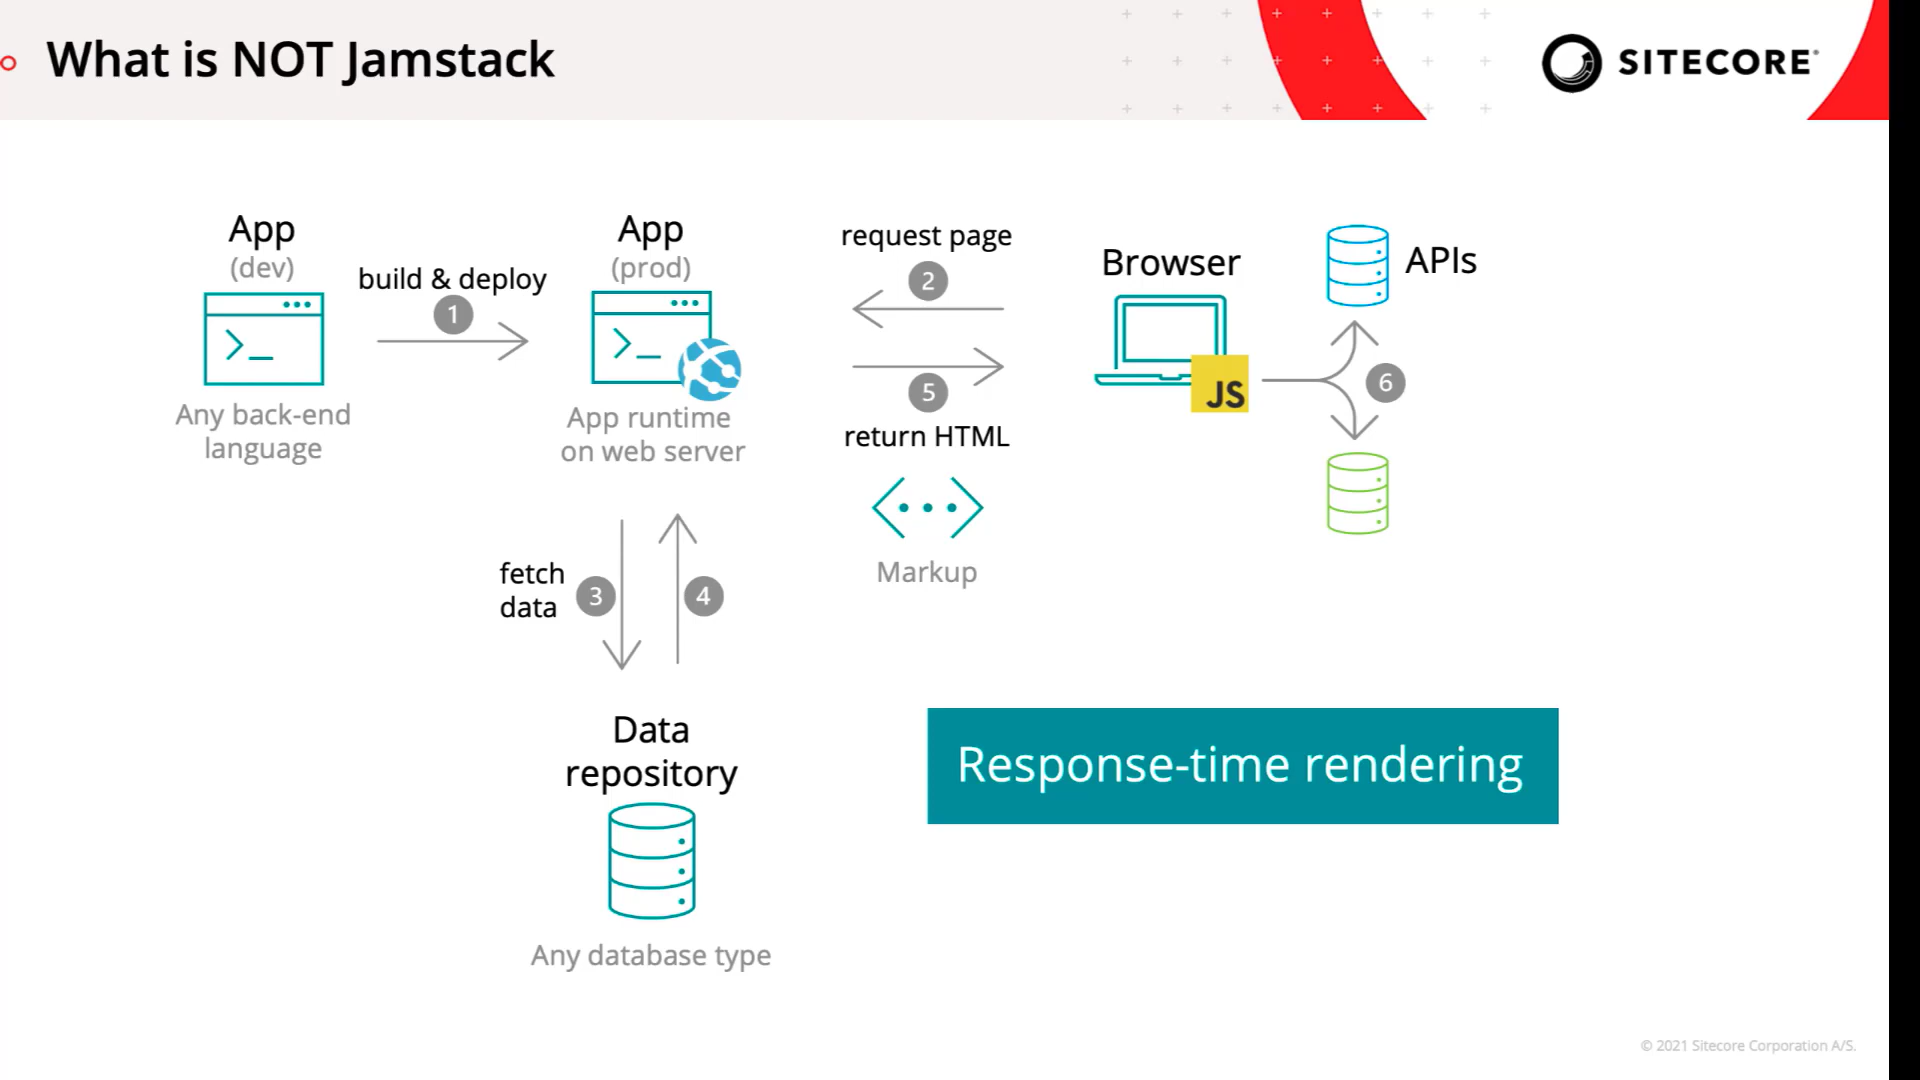 What is NOT Jamstack
SITECORE
App
(dev)
Any back-end
language
build & deploy
1
App
(prod)
App runtime
on web server
request page
2
5
return HTML
Markup
Browser
JS
APIs
6
fetch
data
3
4
Data
repository
Any database type
Response-time rendering
© 2021 Sitecore Corporation A/S.